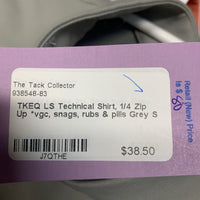 The Tack Collector
938548-83
TKEQ LS Technical Shirt, 1/4 Zip
Up *vgc, snags, rubs & pills Grey S
J7QTHE
$38.50
Retail (New) Price
is $ 80